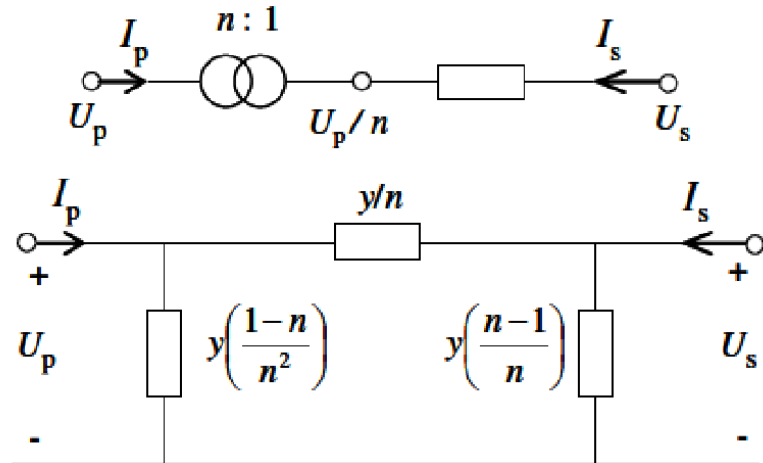 n : 1
I_p
I_s
U_p
U_p / n
U_s
I_p
y/n
I_s
+
+
U_p
y((1−n)/n²)
y((n−1)/n)
U_s
-
-